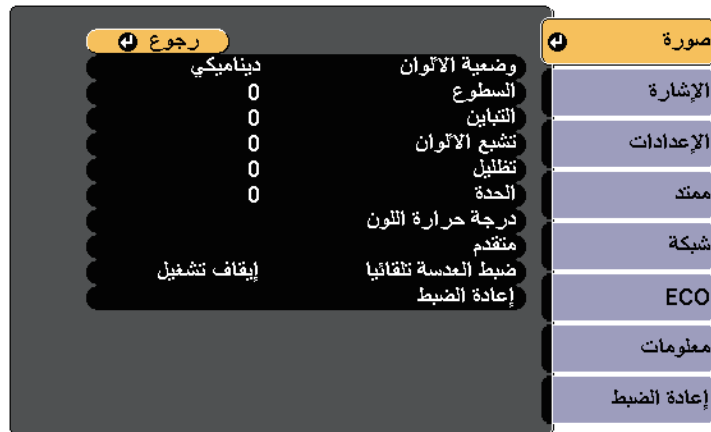 صورة
الإشارة
الإعدادات
ممتد
شبكة
ECO
معلومات
إعادة الضبط
رجوع
وضعية الألوان ديناميكي
السطوع 0
التباين 0
تشبع الألوان 0
تظليل 0
الحدة 0
درجة حرارة اللون
متقدم
ضبط العدسة تلقائيا إيقاف تشغيل
إعادة الضبط